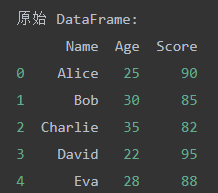 原始 DataFrame:
      Name  Age  Score
0    Alice   25     90
1      Bob   30     85
2  Charlie   35     82
3    David   22     95
4      Eva   28     88